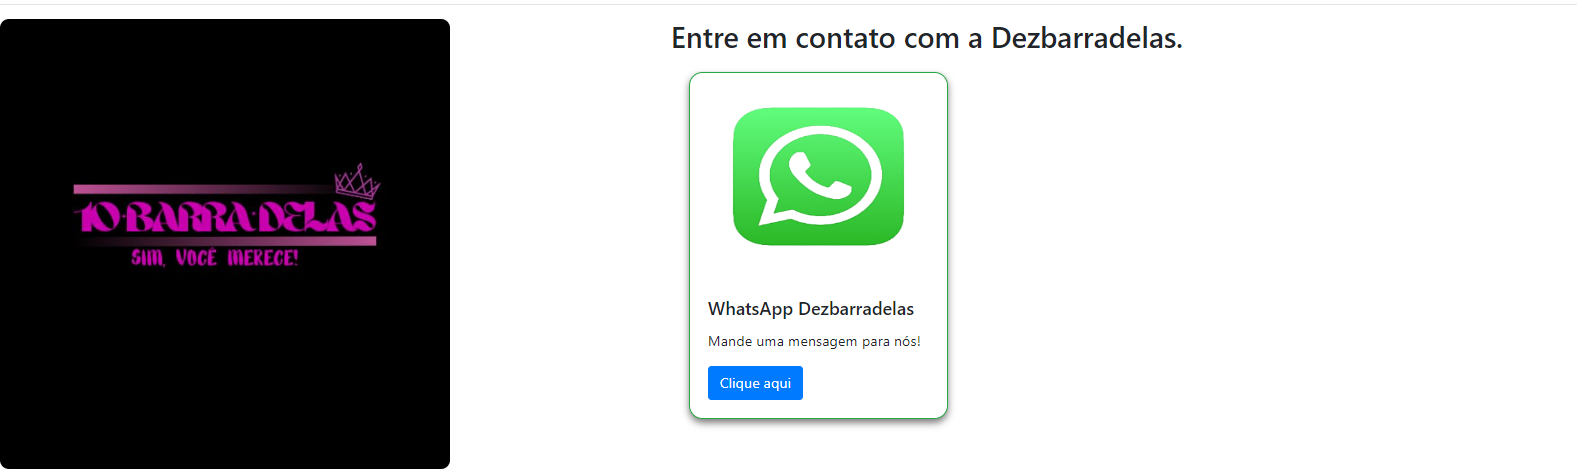 10·BARRA·DELAS
SIM, VOCÊ MERECE!
Entre em contato com a Dezbarradelas.
WhatsApp Dezbarradelas
Mande uma mensagem para nós!
Clique aqui